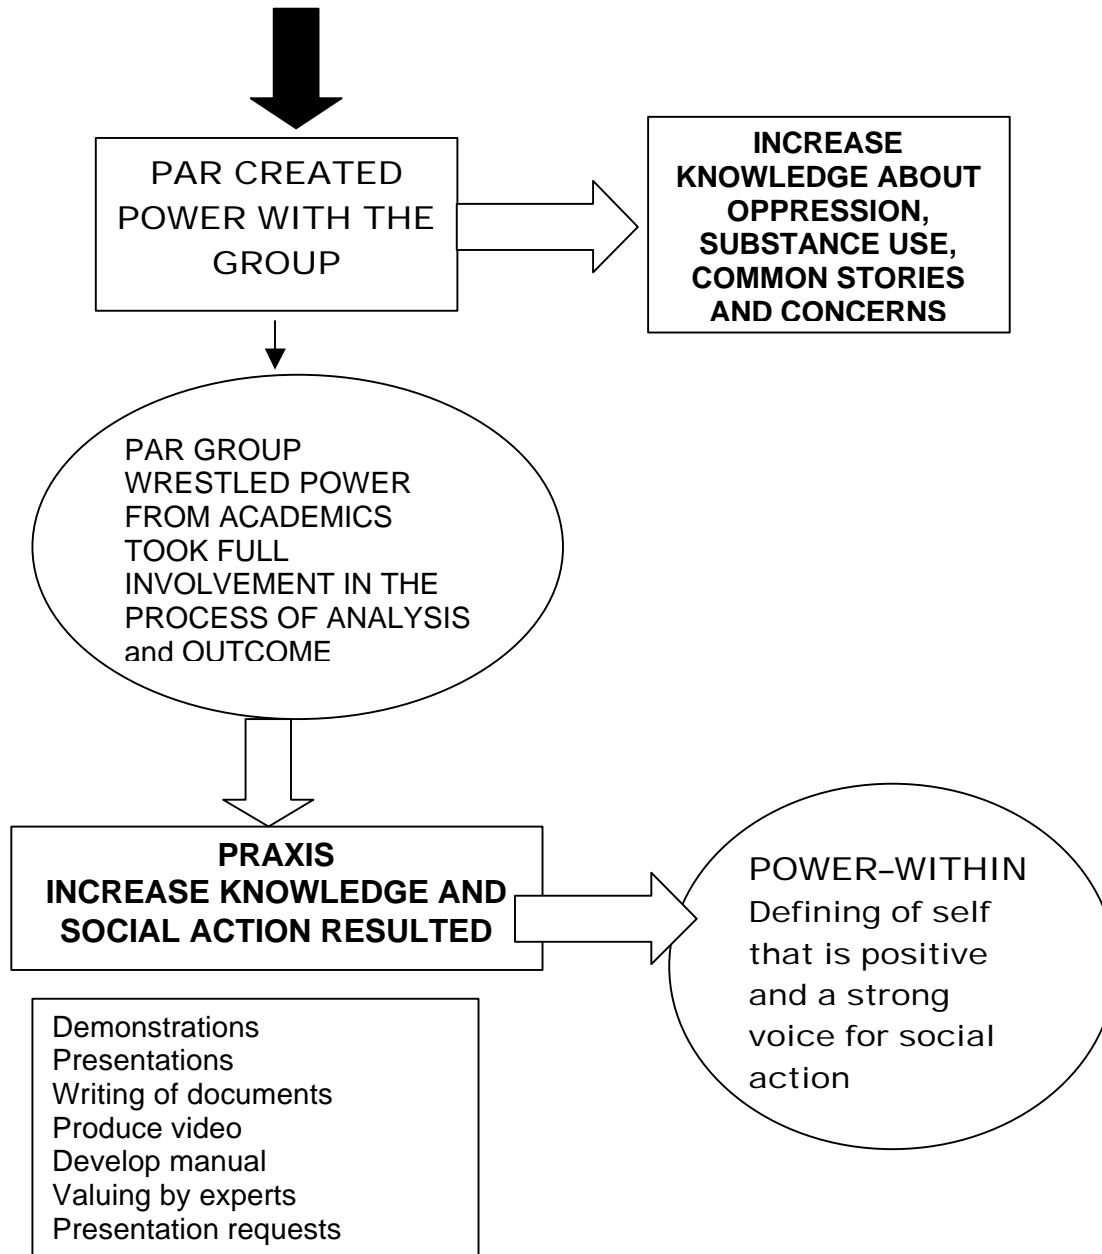 PAR CREATED
POWER WITH THE
GROUP
INCREASE
KNOWLEDGE ABOUT
OPPRESSION,
SUBSTANCE USE,
COMMON STORIES
AND CONCERNS
PAR GROUP
WRESTLED POWER
FROM ACADEMICS
TOOK FULL
INVOLVEMENT IN THE
PROCESS OF ANALYSIS
and OUTCOME
PRAXIS
INCREASE KNOWLEDGE AND
SOCIAL ACTION RESULTED
POWER-WITHIN
Defining of self
that is positive
and a strong
voice for social
action
Demonstrations
Presentations
Writing of documents
Produce video
Develop manual
Valuing by experts
Presentation requests